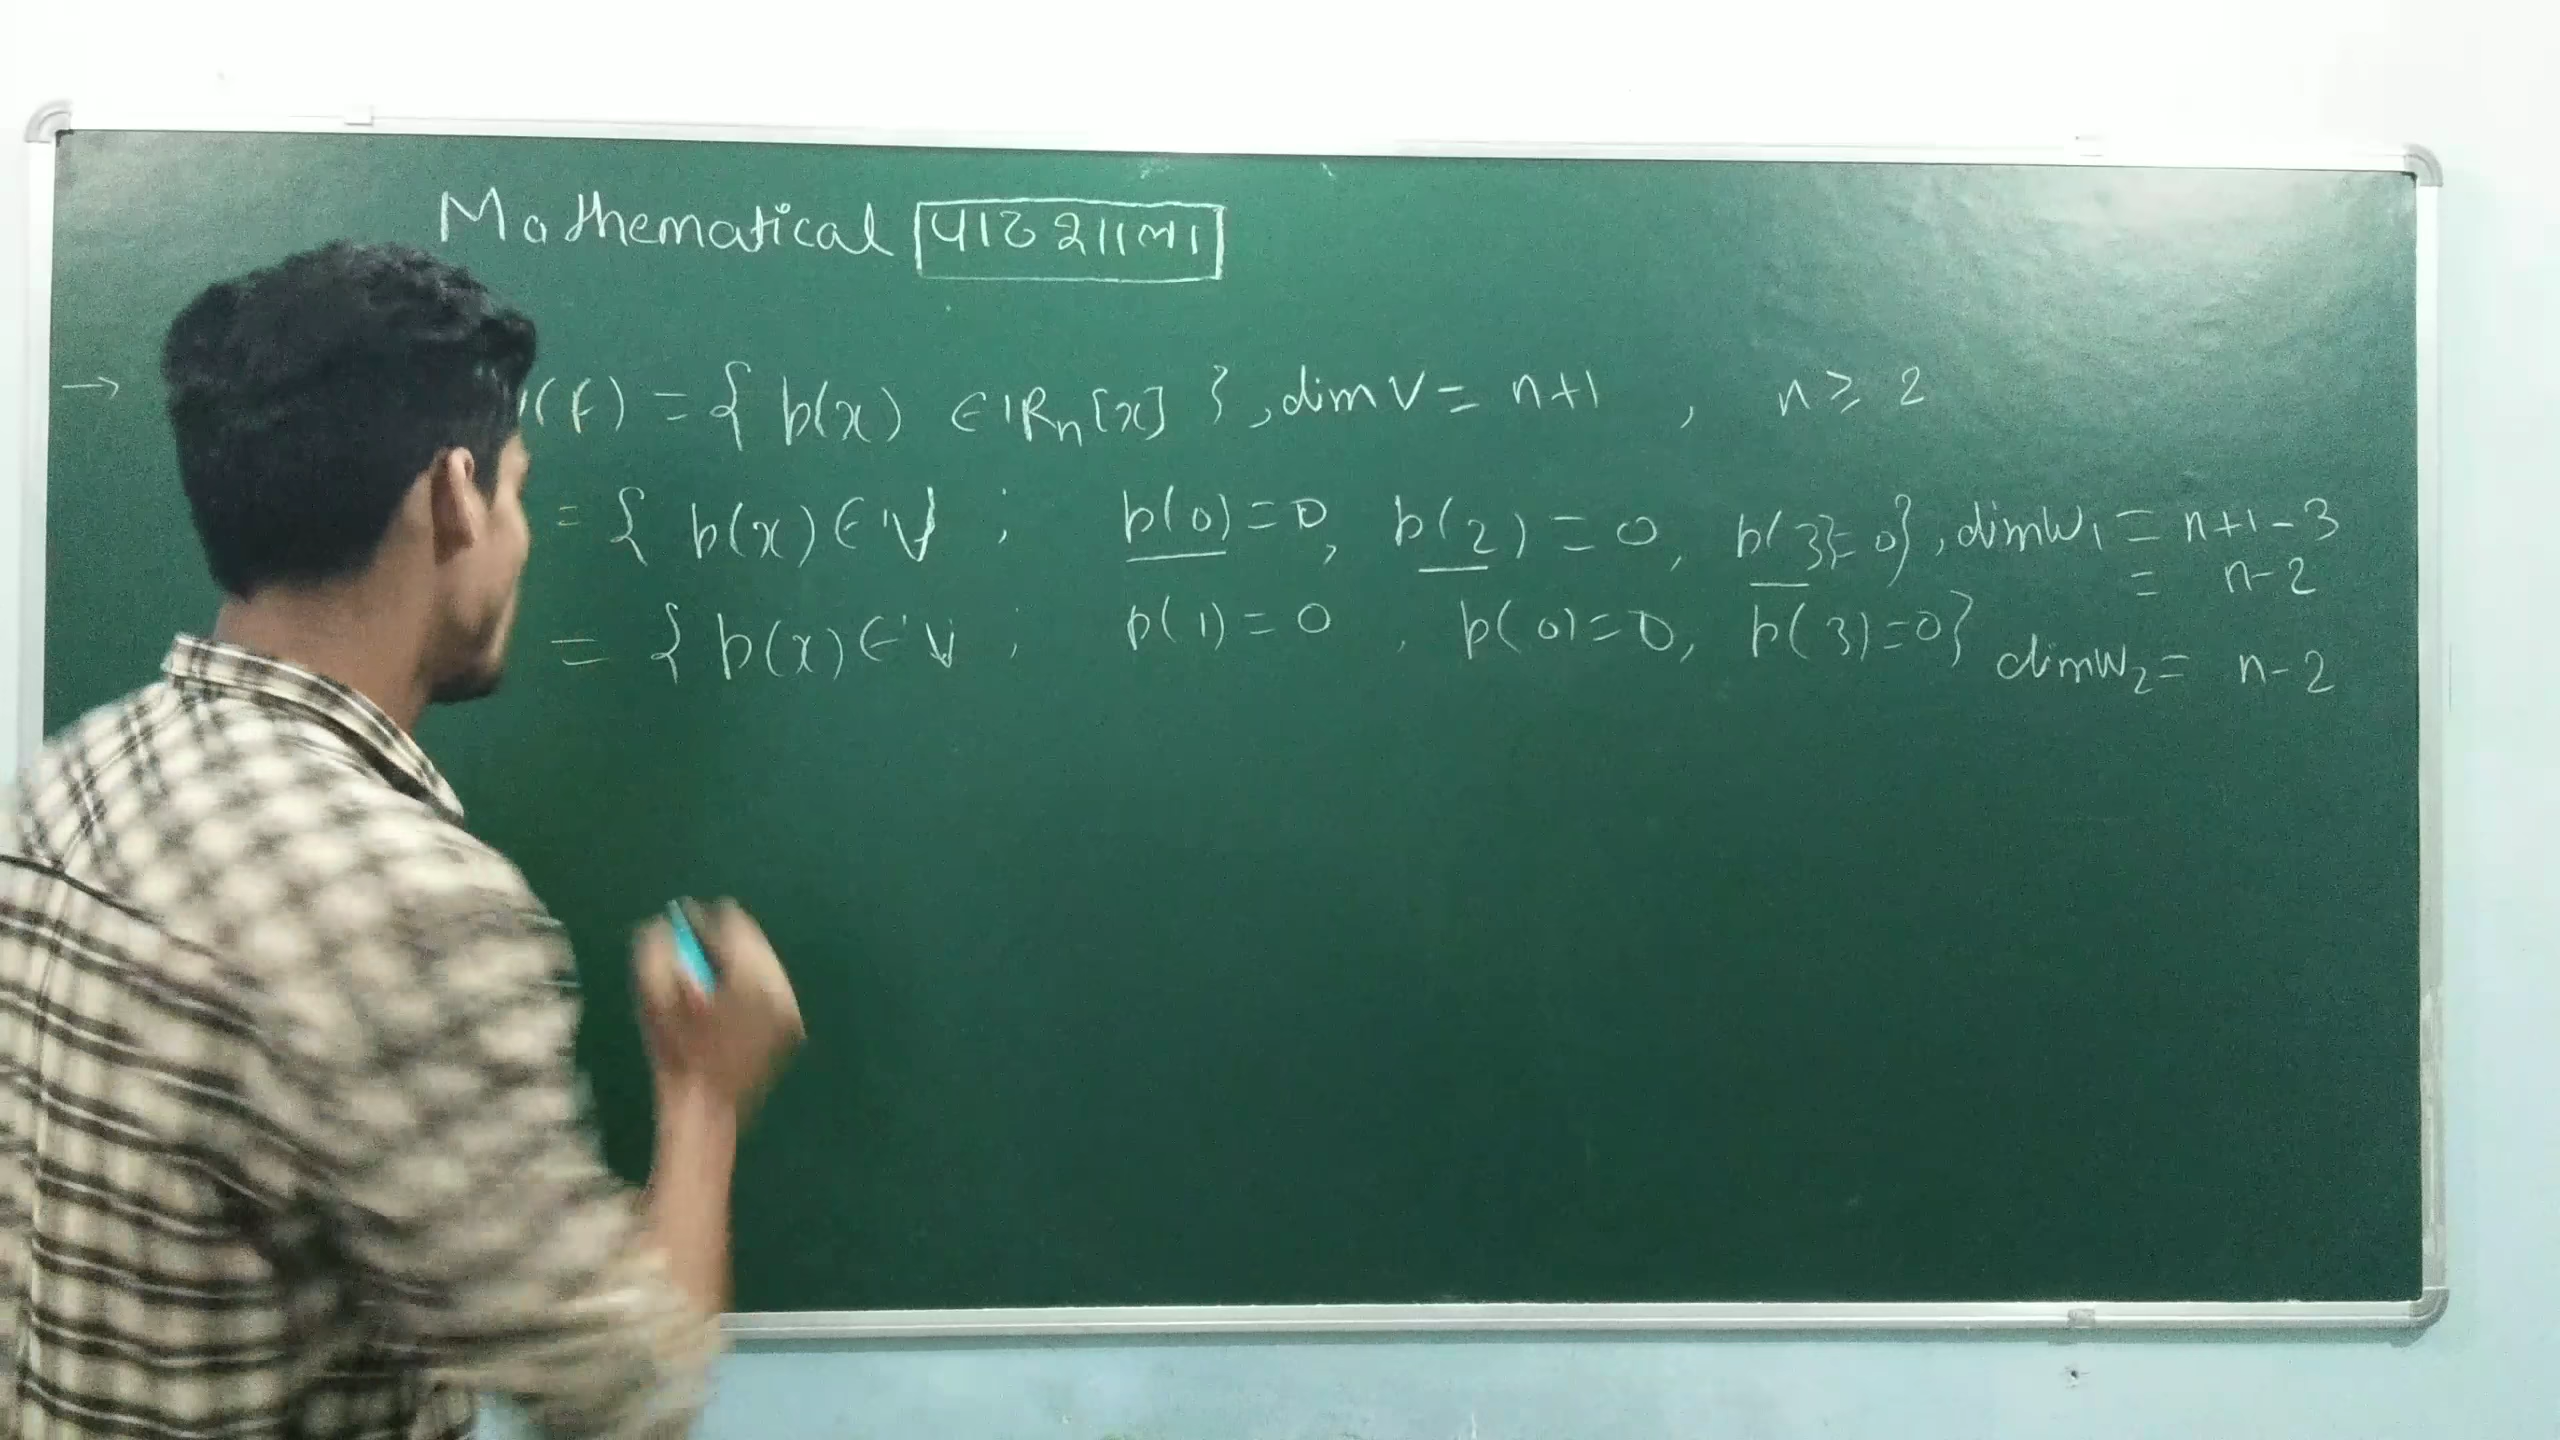 Mathematical पाठशाला
→ V(F) = { p(x) ∈ ℝn[x] }, dim V = n+1 , n ≥ 2
= { p(x) ∈ V ; p(0) = 0, p(2) = 0, p(3) = 0}, dim W1 = n+1-3
= n-2
= { p(x) ∈ V ; p(1) = 0 , p(0) = 0, p(3) = 0} dim W2 = n-2